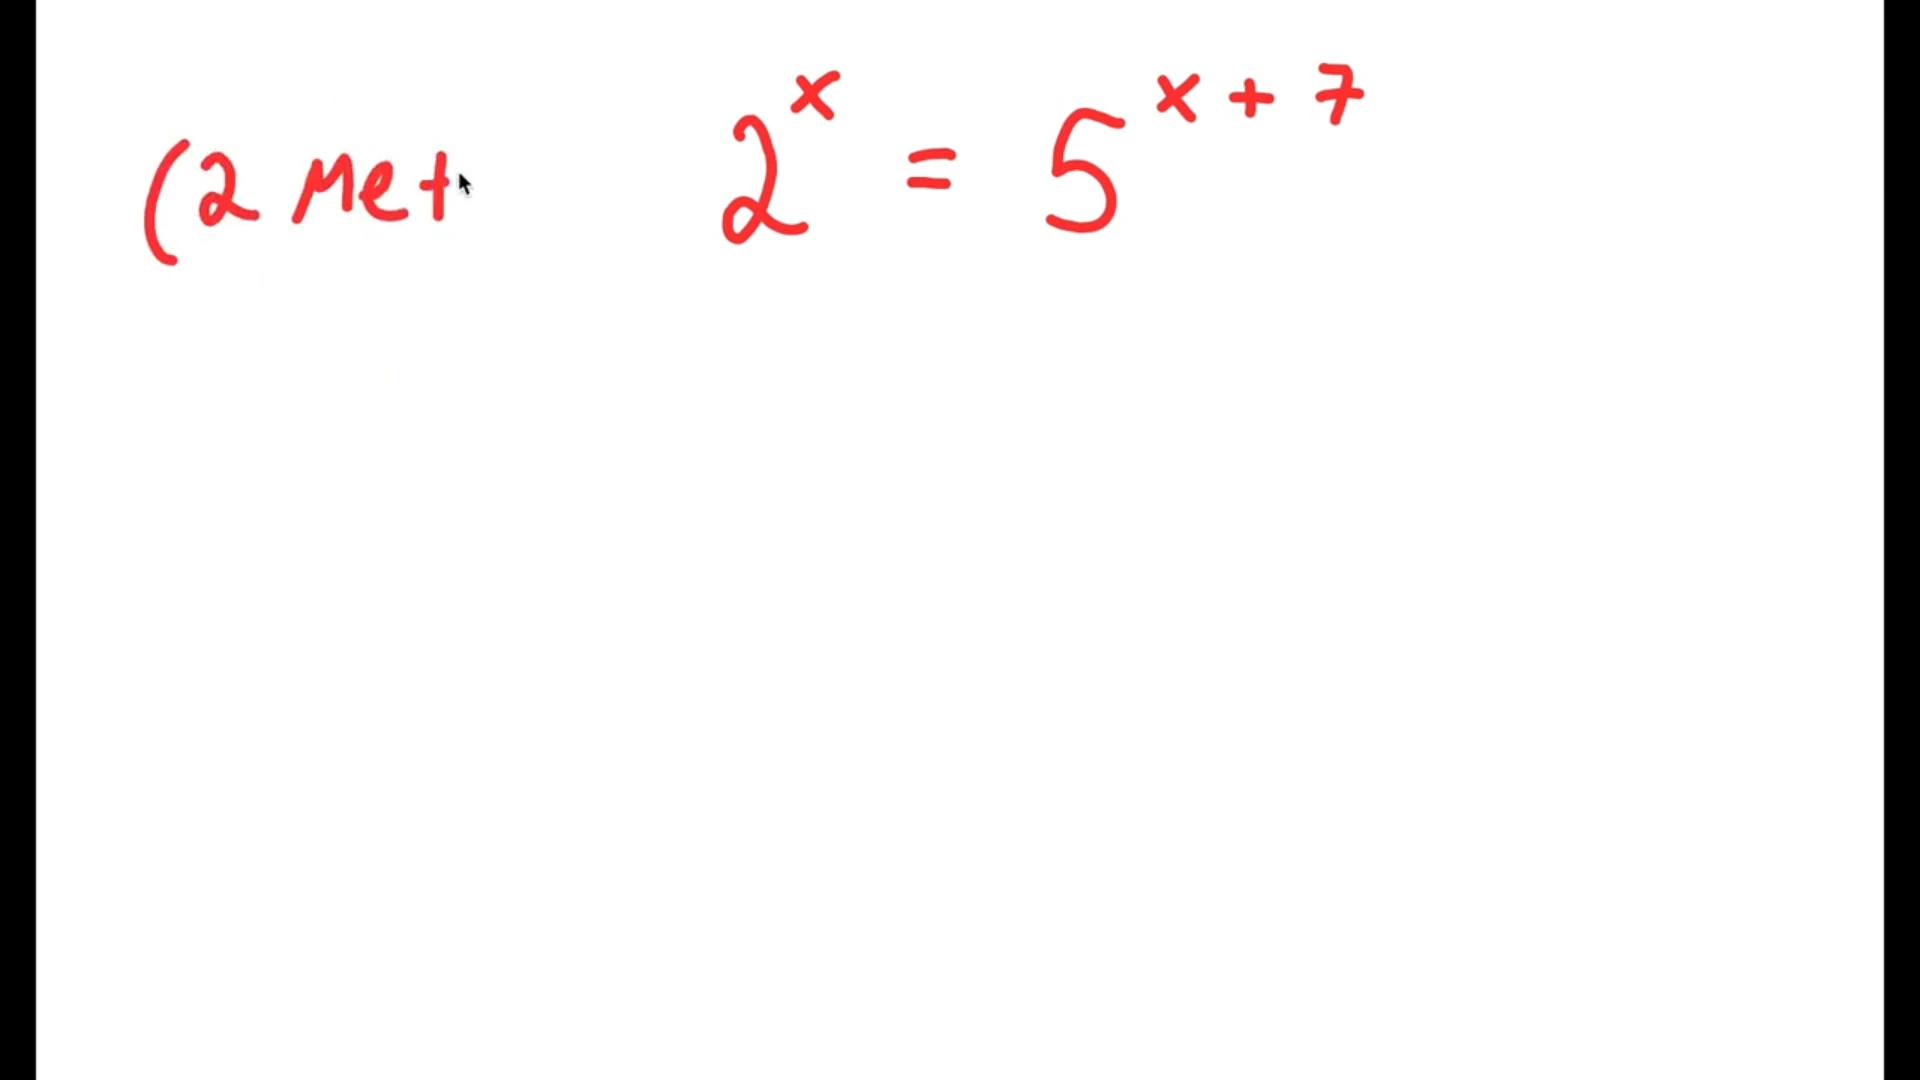 (2 Met 2^x = 5^{x + 7}